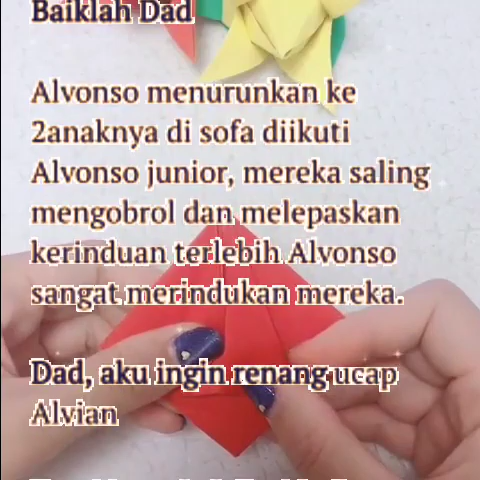 Baiklah Dad
Alvonso menurunkan ke
2anaknya di sofa diikuti
Alvonso junior, mereka saling
mengobrol dan melepaskan
kerinduan terlebih Alvonso
sangat merindukan mereka.
Dad, aku ingin renang ucap
Alvian